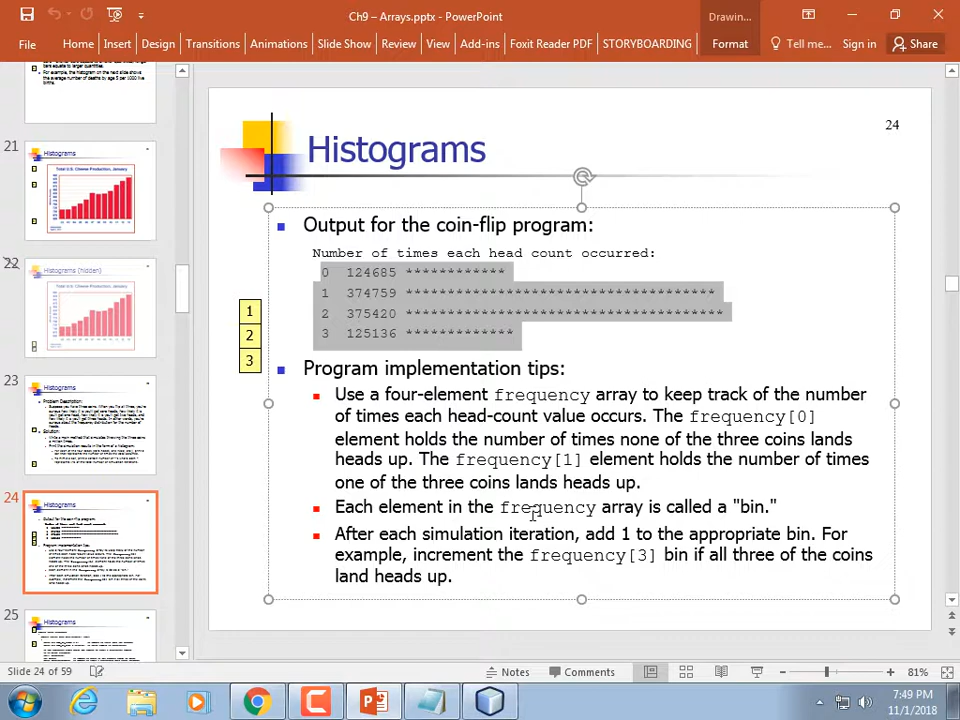 Ch9 – Arrays.pptx - PowerPoint
Drawin...
File Home Insert Design Transitions Animations Slide Show Review View Add-ins Foxit Reader PDF STORYBOARDING Format Tell me... Sign in Share
21
Histograms
22
Histograms (hidden)
23
Histograms
24
Histograms
25
Histograms
24
Histograms
Output for the coin-flip program:
Number of times each head count occurred:
0 124685 ************
1 374759 *************************************
2 375420 **************************************
3 125136 *************
1
2
3
Program implementation tips:
Use a four-element frequency array to keep track of the number
of times each head-count value occurs. The frequency[0]
element holds the number of times none of the three coins lands
heads up. The frequency[1] element holds the number of times
one of the three coins lands heads up.
Each element in the frequency array is called a "bin."
After each simulation iteration, add 1 to the appropriate bin. For
example, increment the frequency[3] bin if all three of the coins
land heads up.
Slide 24 of 59 Notes Comments 81%
7:49 PM
11/1/2018